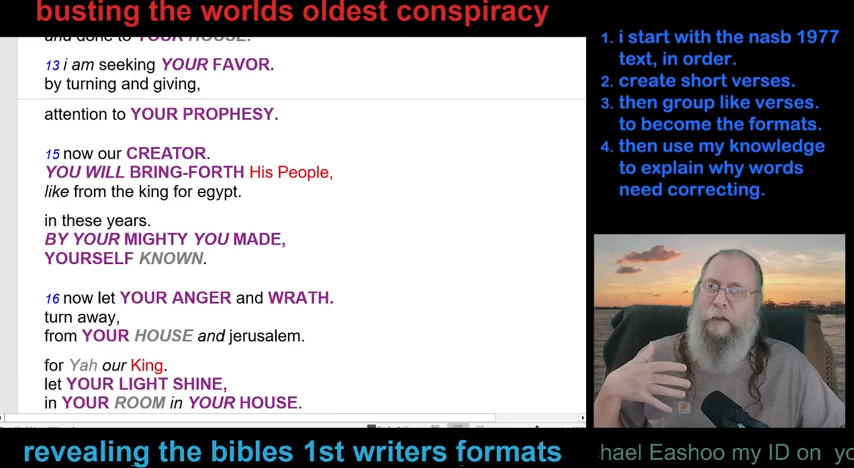 busting the worlds oldest conspiracy
and done to YOUR HOUSE.
13 i am seeking YOUR FAVOR.
by turning and giving,
attention to YOUR PROPHESY.
15 now our CREATOR.
YOU WILL BRING-FORTH His People,
like from the king for egypt.
in these years.
BY YOUR MIGHTY YOU MADE,
YOURSELF KNOWN.
16 now let YOUR ANGER and WRATH.
turn away,
from YOUR HOUSE and jerusalem.
for Yah our King.
let YOUR LIGHT SHINE,
in YOUR ROOM in YOUR HOUSE.
1. i start with the nasb 1977
text, in order.
2. create short verses.
3. then group like verses.
to become the formats.
4. then use my knowledge
to explain why words
need correcting.
revealing the bibles 1st writers formats
hael Eashoo my ID on yo